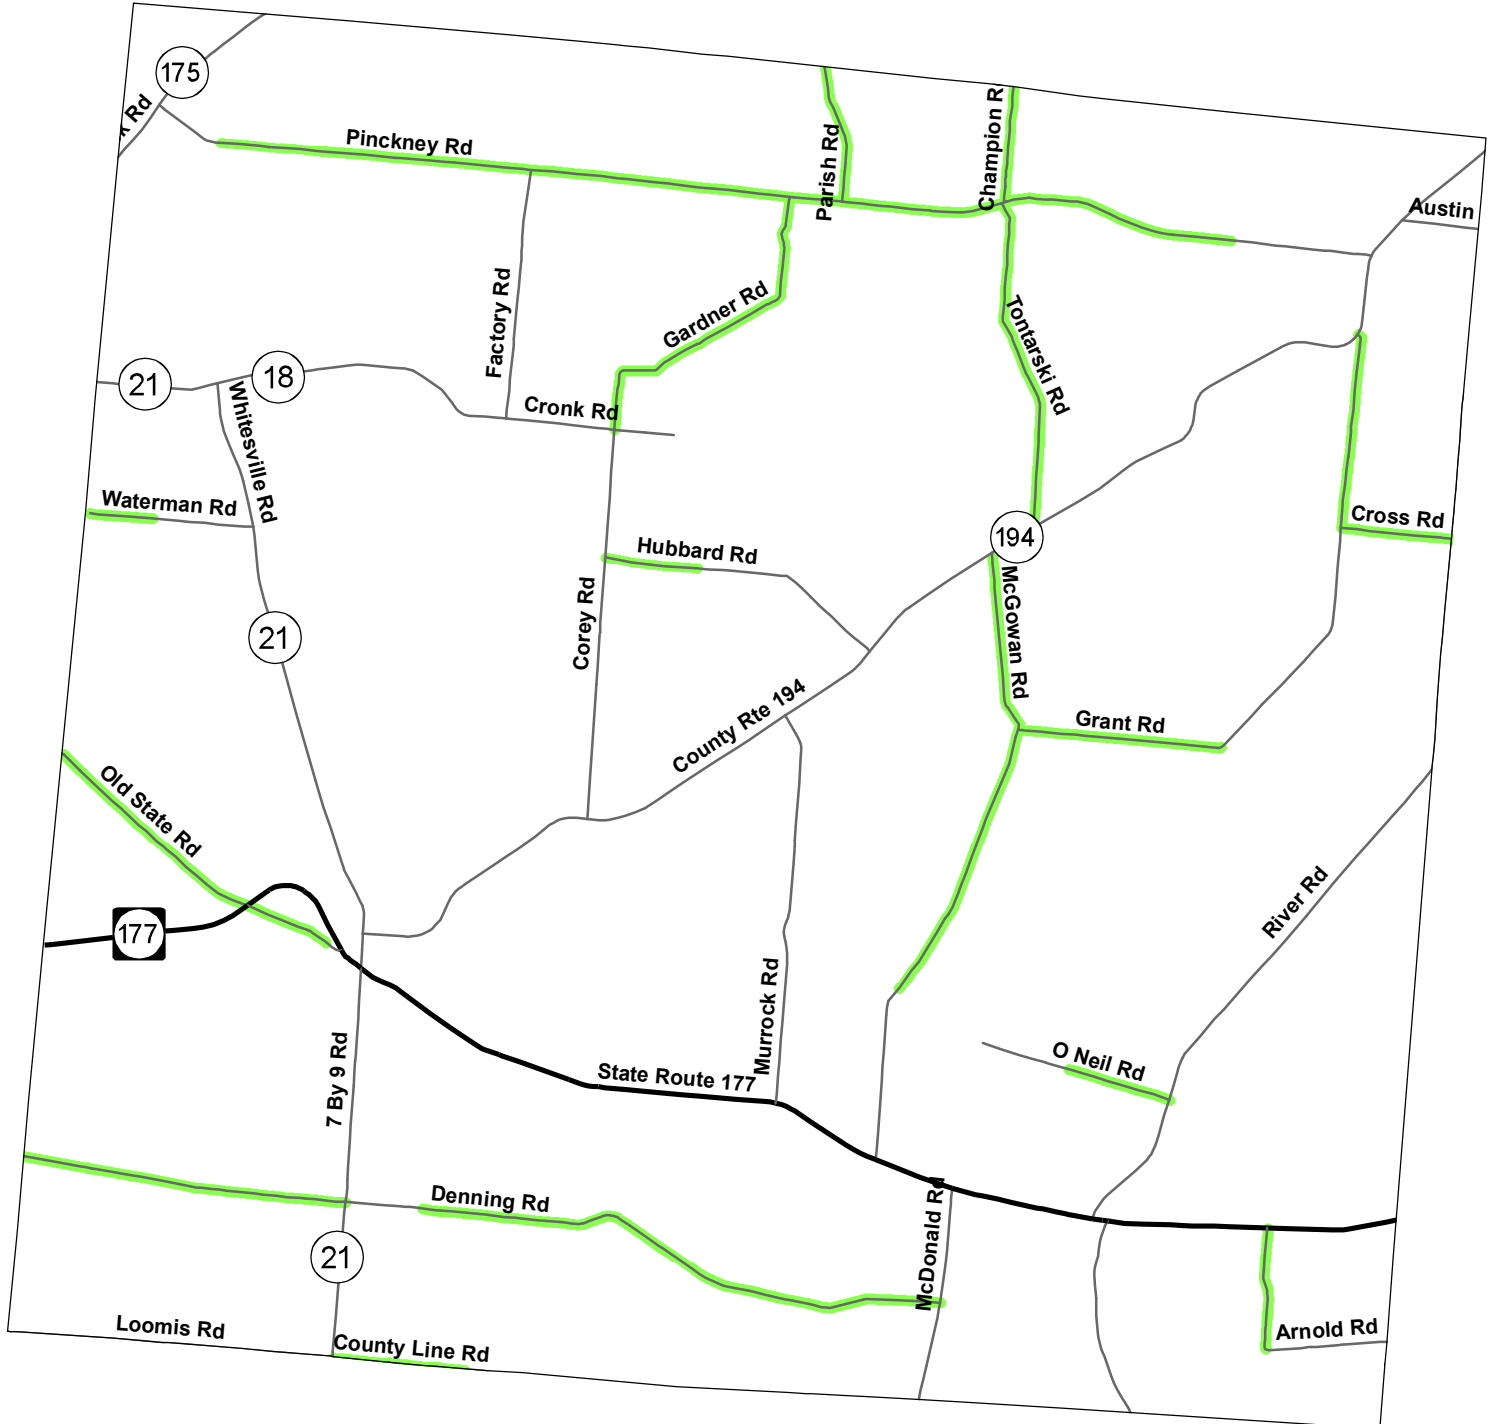 175
k Rd
Pinckney Rd
Parish Rd
Champion R
Austin
Factory Rd
Gardner Rd
Tontarski Rd
21
18
Cronk Rd
Whitesville Rd
Waterman Rd
Cross Rd
194
Hubbard Rd
Corey Rd
McGowan Rd
21
County Rte 194
Grant Rd
Old State Rd
River Rd
177
Murrock Rd
7 By 9 Rd
State Route 177
O Neil Rd
Denning Rd
McDonald Rd
21
Loomis Rd
County Line Rd
Arnold Rd